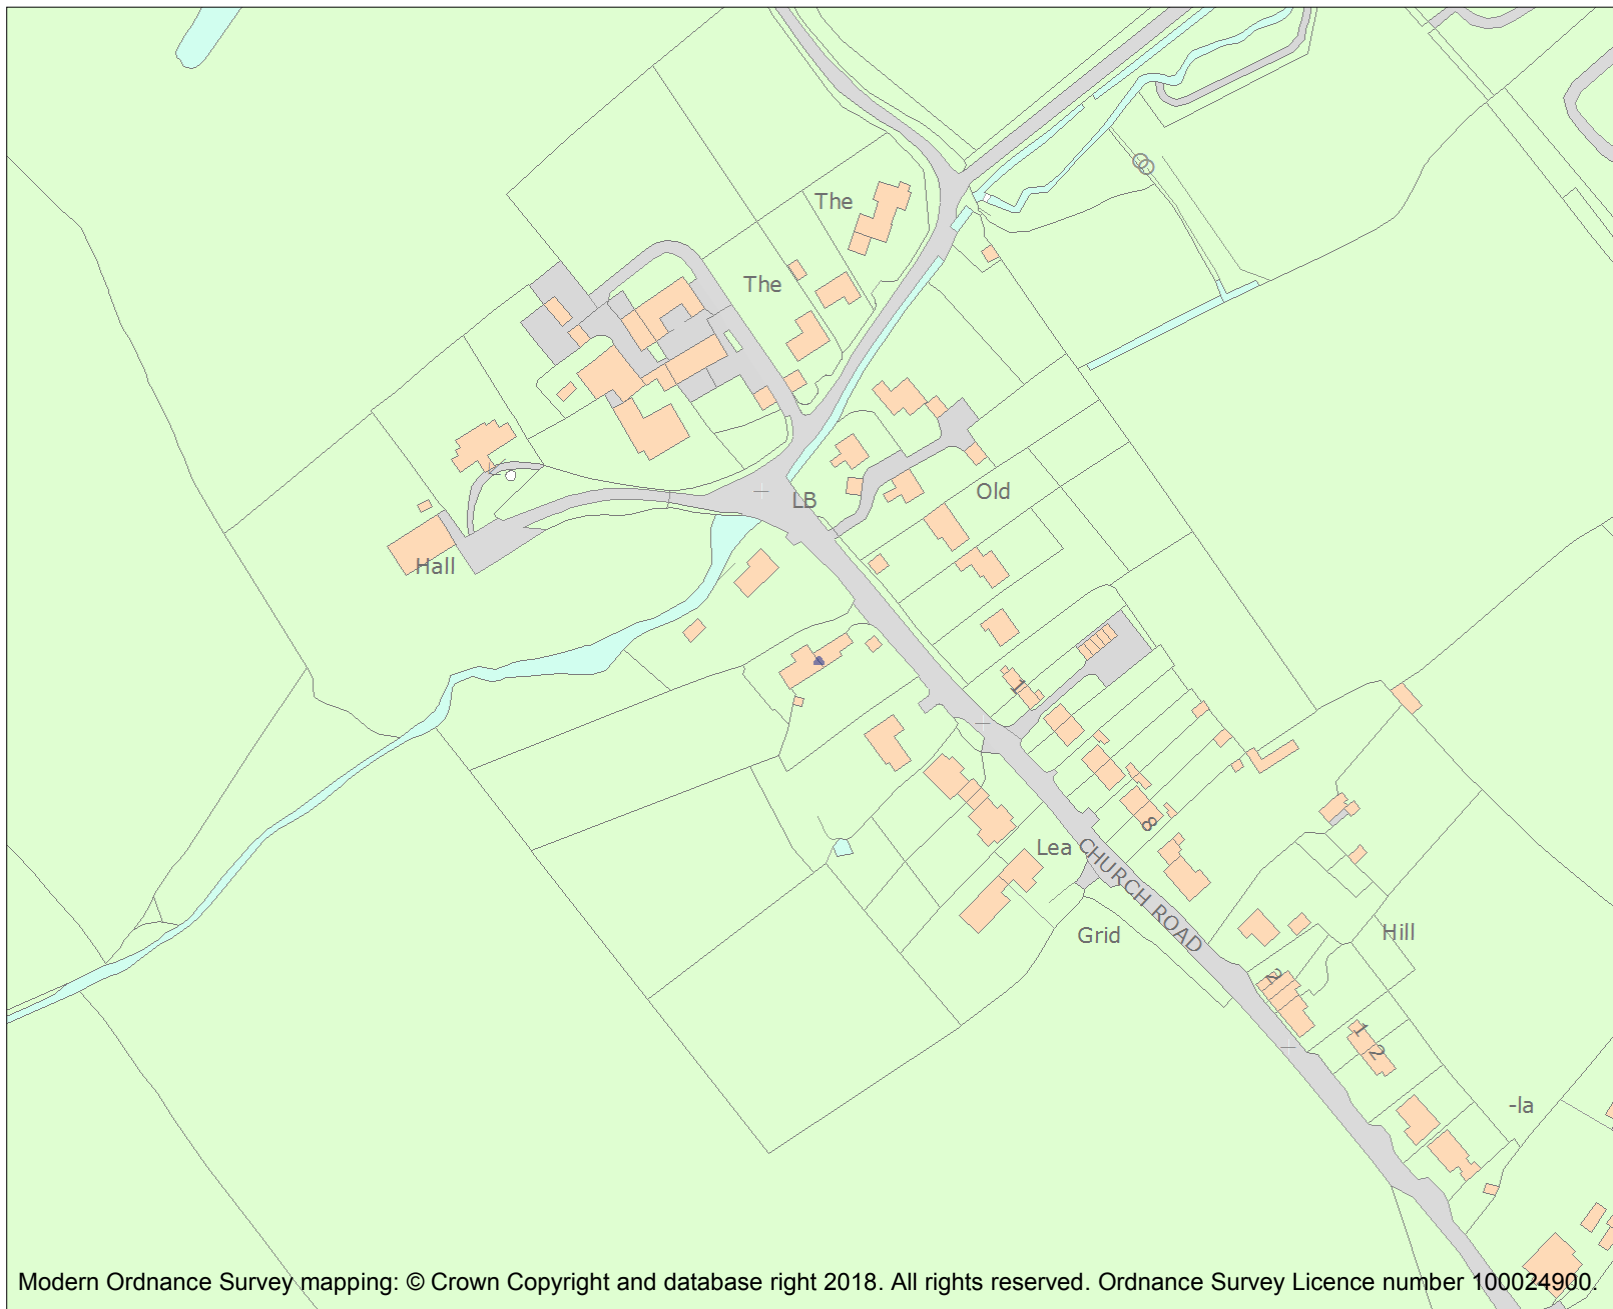 The
The
LB
Old
Hall
1
8
Lea
CHURCH ROAD
Grid
Hill
2
1
2
-la
Modern Ordnance Survey mapping: © Crown Copyright and database right 2018. All rights reserved. Ordnance Survey Licence number 100024900.